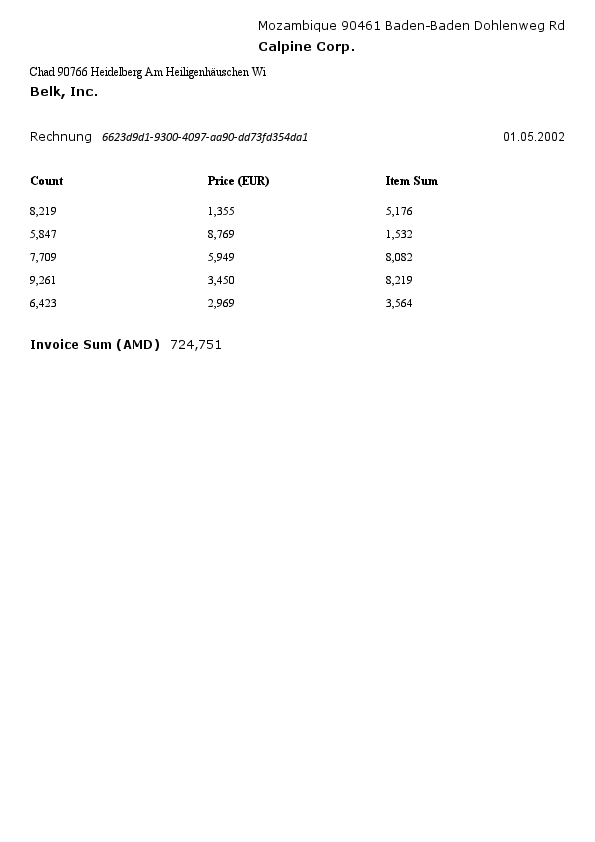 Mozambique 90461 Baden-Baden Dohlenweg Rd
Calpine Corp.
Chad 90766 Heidelberg Am Heiligenhäuschen Wi
Belk, Inc.
Rechnung 6623d9d1-9300-4097-aa90-dd73fd354da1 01.05.2002
Count Price (EUR) Item Sum
8,219 1,355 5,176
5,847 8,769 1,532
7,709 5,949 8,082
9,261 3,450 8,219
6,423 2,969 3,564
Invoice Sum (AMD) 724,751